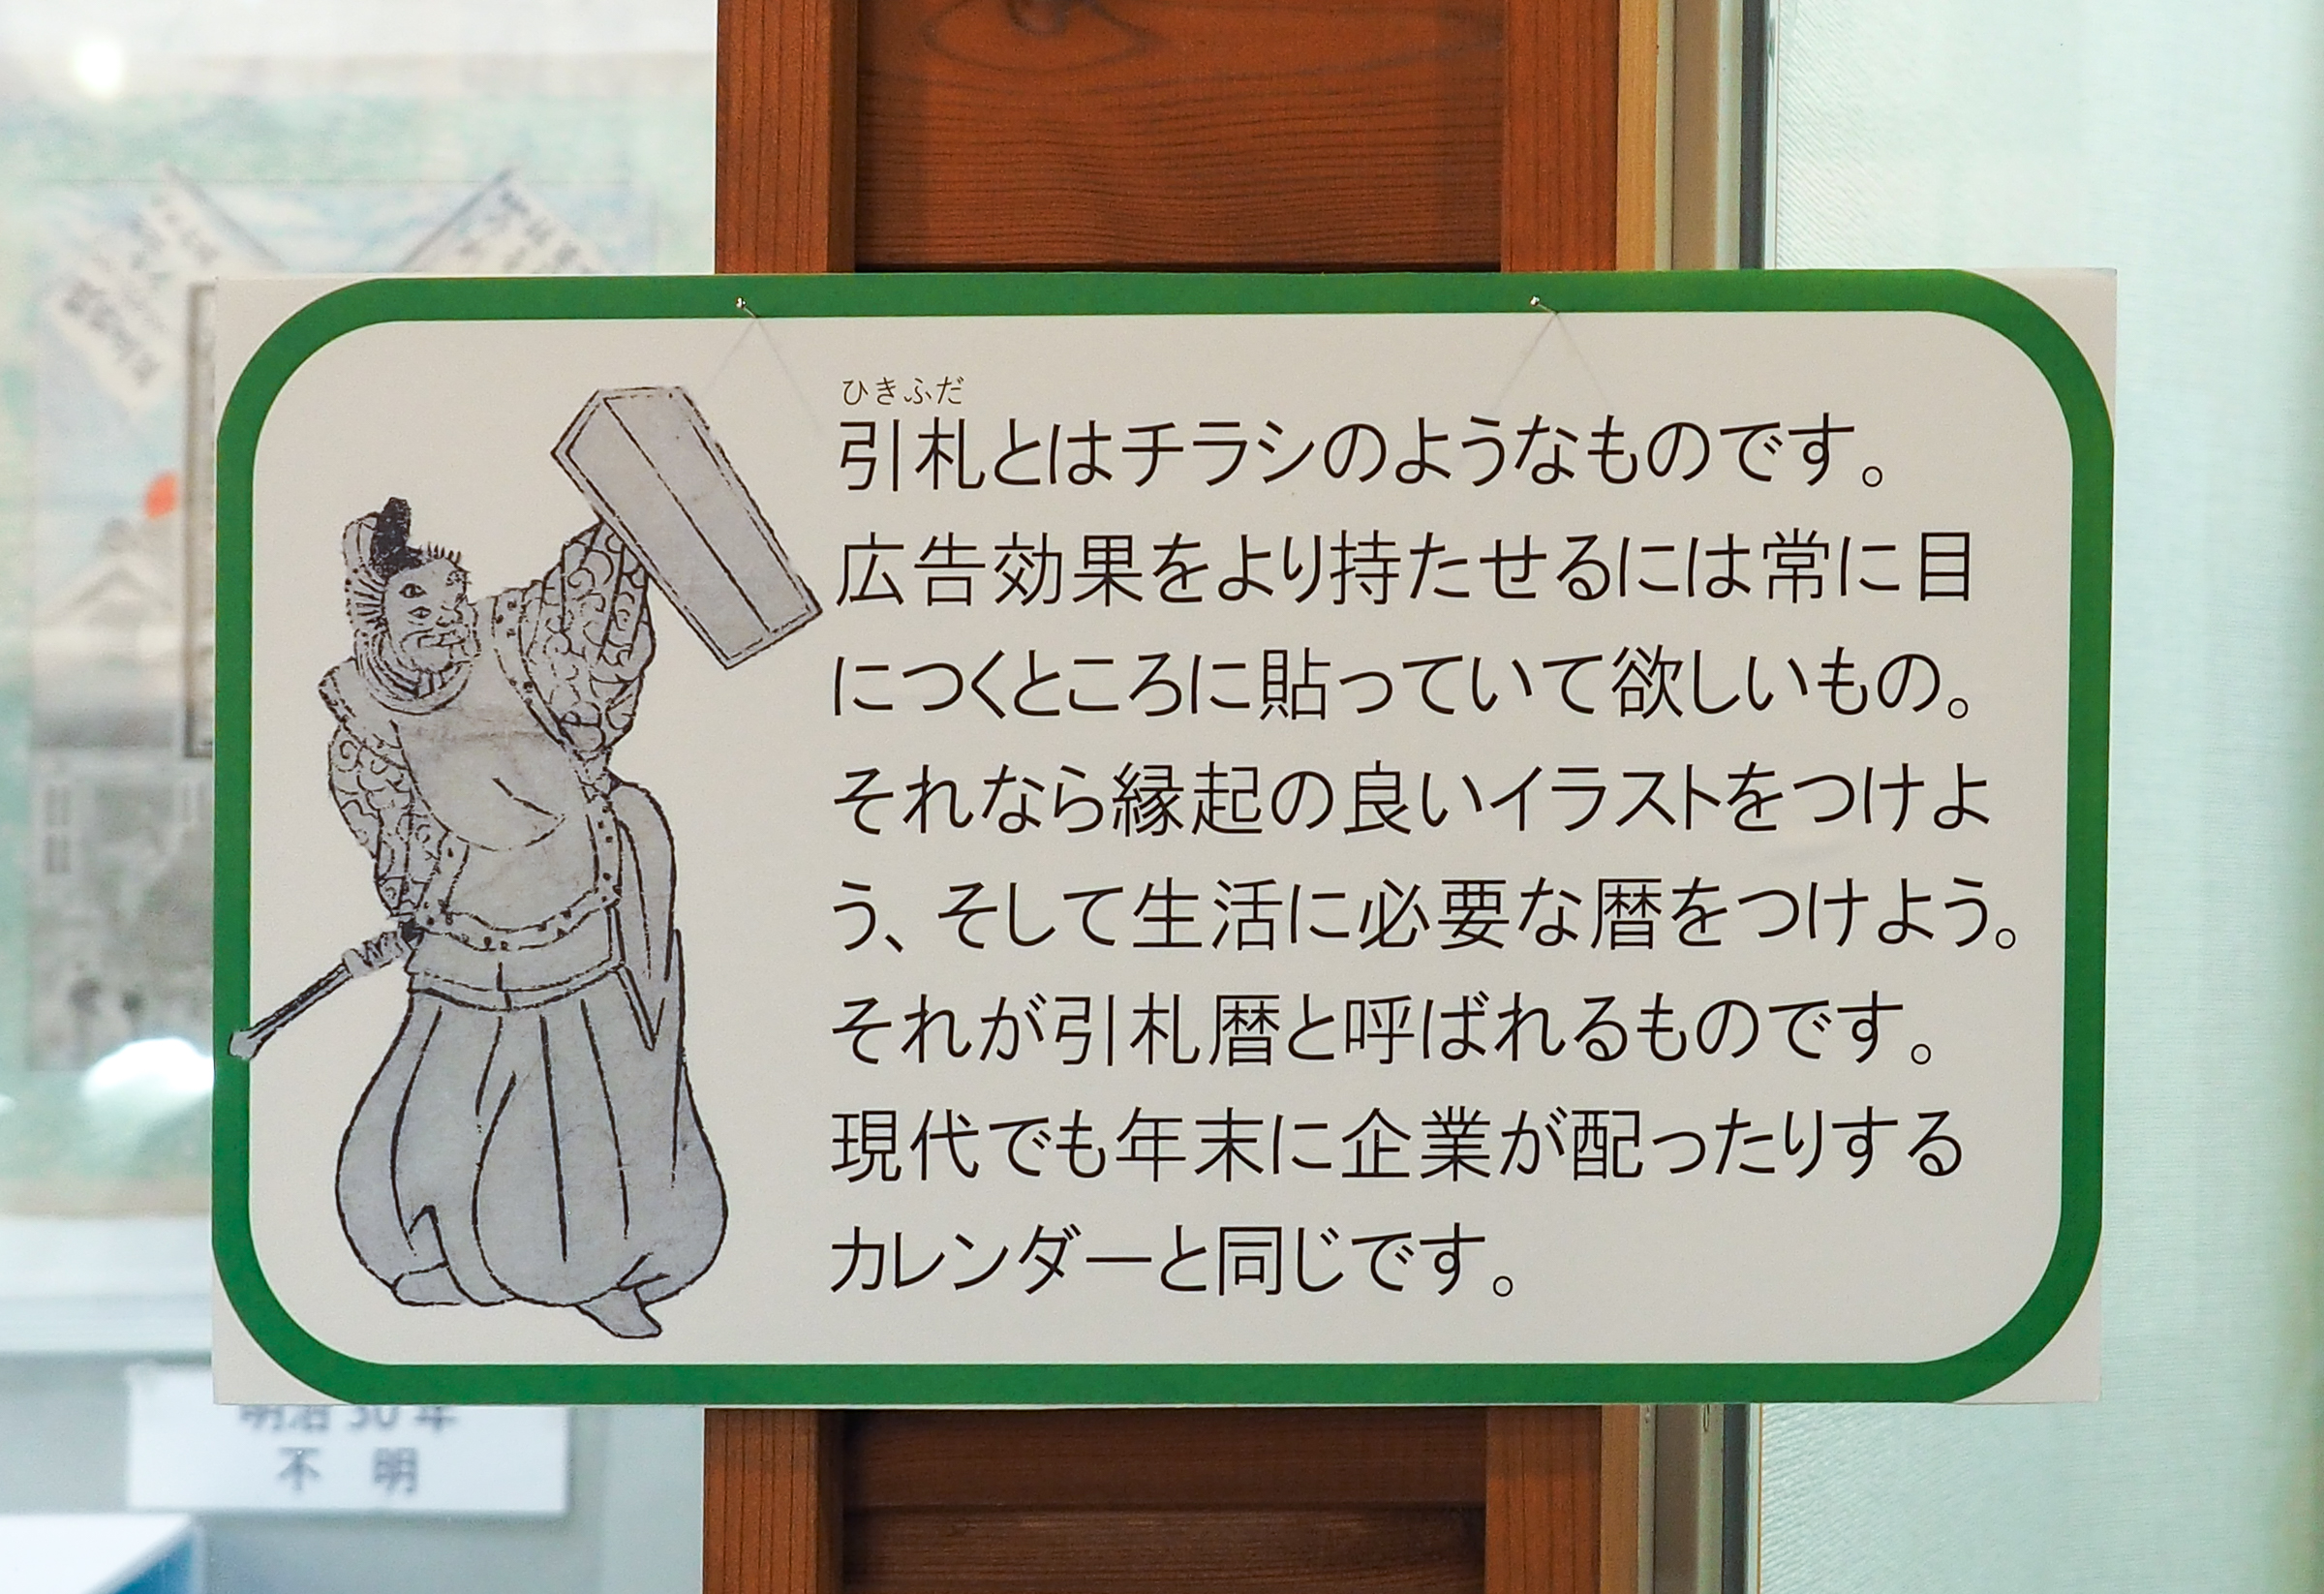 ひきふだ
引札とはチラシのようなものです。
広告効果をより持たせるには常に目
につくところに貼っていて欲しいもの。
それなら縁起の良いイラストをつけよ
う、そして生活に必要な暦をつけよう。
それが引札暦と呼ばれるものです。
現代でも年末に企業が配ったりする
カレンダーと同じです。
明治30年
不 明